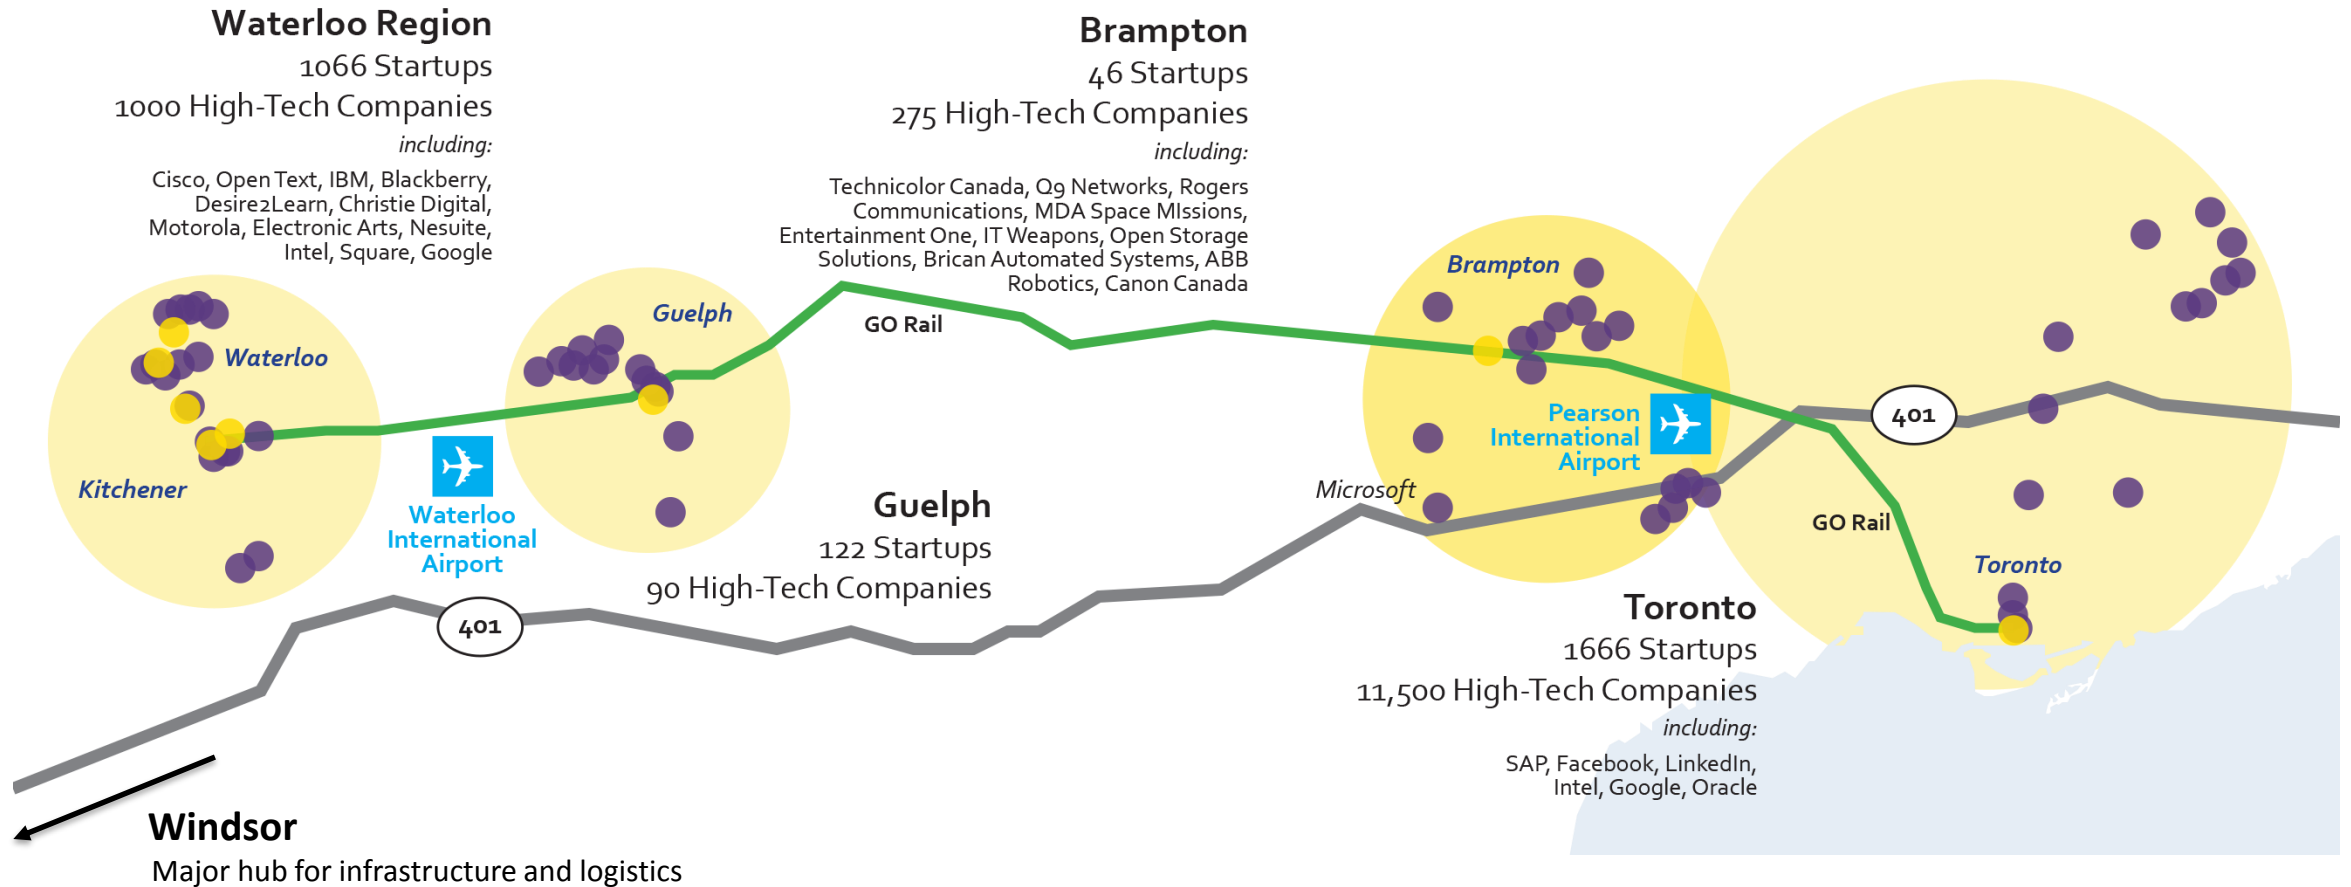 Waterloo Region
1066 Startups
1000 High-Tech Companies
including:
Cisco, Open Text, IBM, Blackberry,
Desire2Learn, Christie Digital,
Motorola, Electronic Arts, Nesuite,
Intel, Square, Google
Brampton
46 Startups
275 High-Tech Companies
including:
Technicolor Canada, Q9 Networks, Rogers
Communications, MDA Space MIssions,
Entertainment One, IT Weapons, Open Storage
Solutions, Brican Automated Systems, ABB
Robotics, Canon Canada
Waterloo
Kitchener
Guelph
GO Rail
Brampton
Waterloo
International
Airport
Pearson
International
Airport
401
Microsoft
Guelph
122 Startups
90 High-Tech Companies
401
GO Rail
Toronto
Toronto
1666 Startups
11,500 High-Tech Companies
including:
SAP, Facebook, LinkedIn,
Intel, Google, Oracle
Windsor
Major hub for infrastructure and logistics